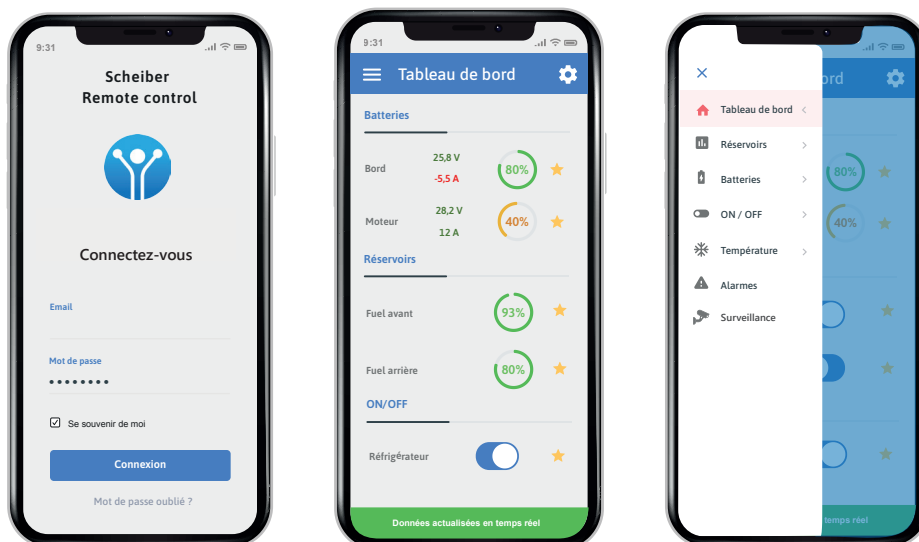 9:31
Scheiber
Remote control
Connectez-vous
Email
Mot de passe
Se souvenir de moi
Connexion
Mot de passe oublié ?
9:31
Tableau de bord
Batteries
Bord
25,8 V
-5,5 A
80%
Moteur
28,2 V
12 A
40%
Réservoirs
Fuel avant
93%
Fuel arrière
80%
ON/OFF
Réfrigérateur
Données actualisées en temps réel
Tableau de bord
Réservoirs
Batteries
ON / OFF
Température
Alarmes
Surveillance
ord
80%
40%
temps réel